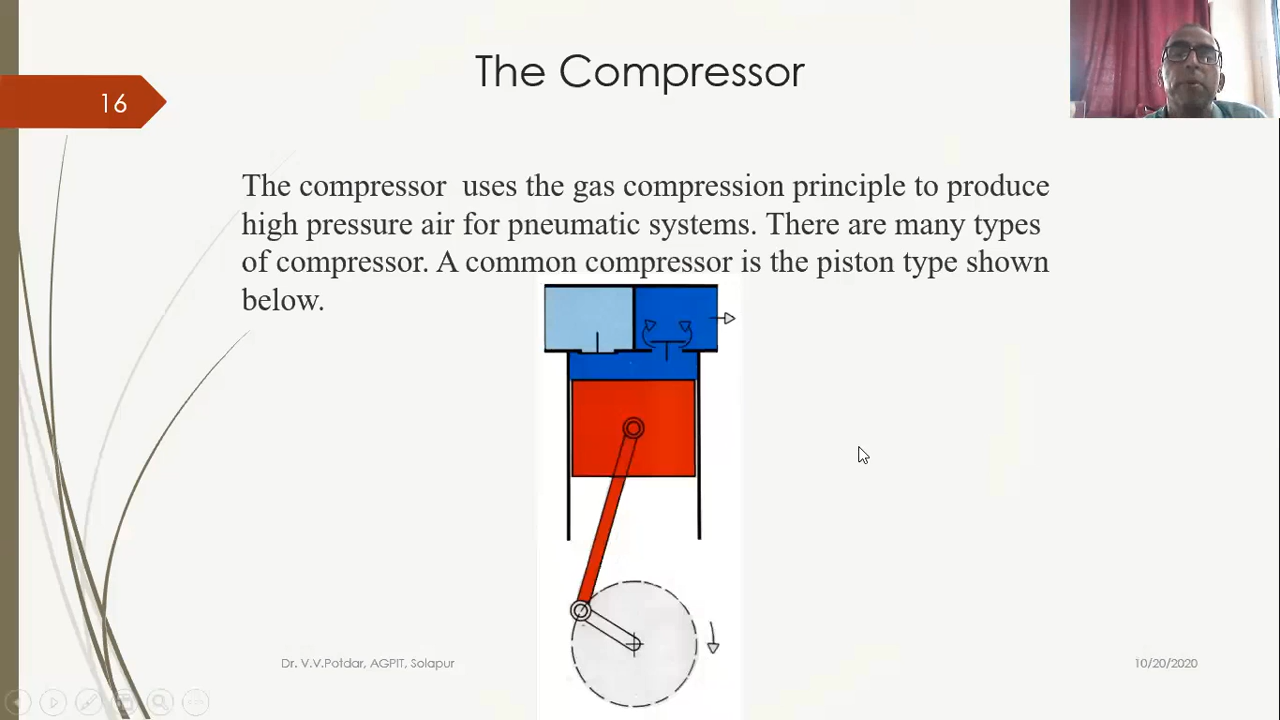 The Compressor
16
The compressor uses the gas compression principle to produce
high pressure air for pneumatic systems. There are many types
of compressor. A common compressor is the piston type shown
below.
Dr. V.V.Potdar, AGPIT, Solapur
10/20/2020